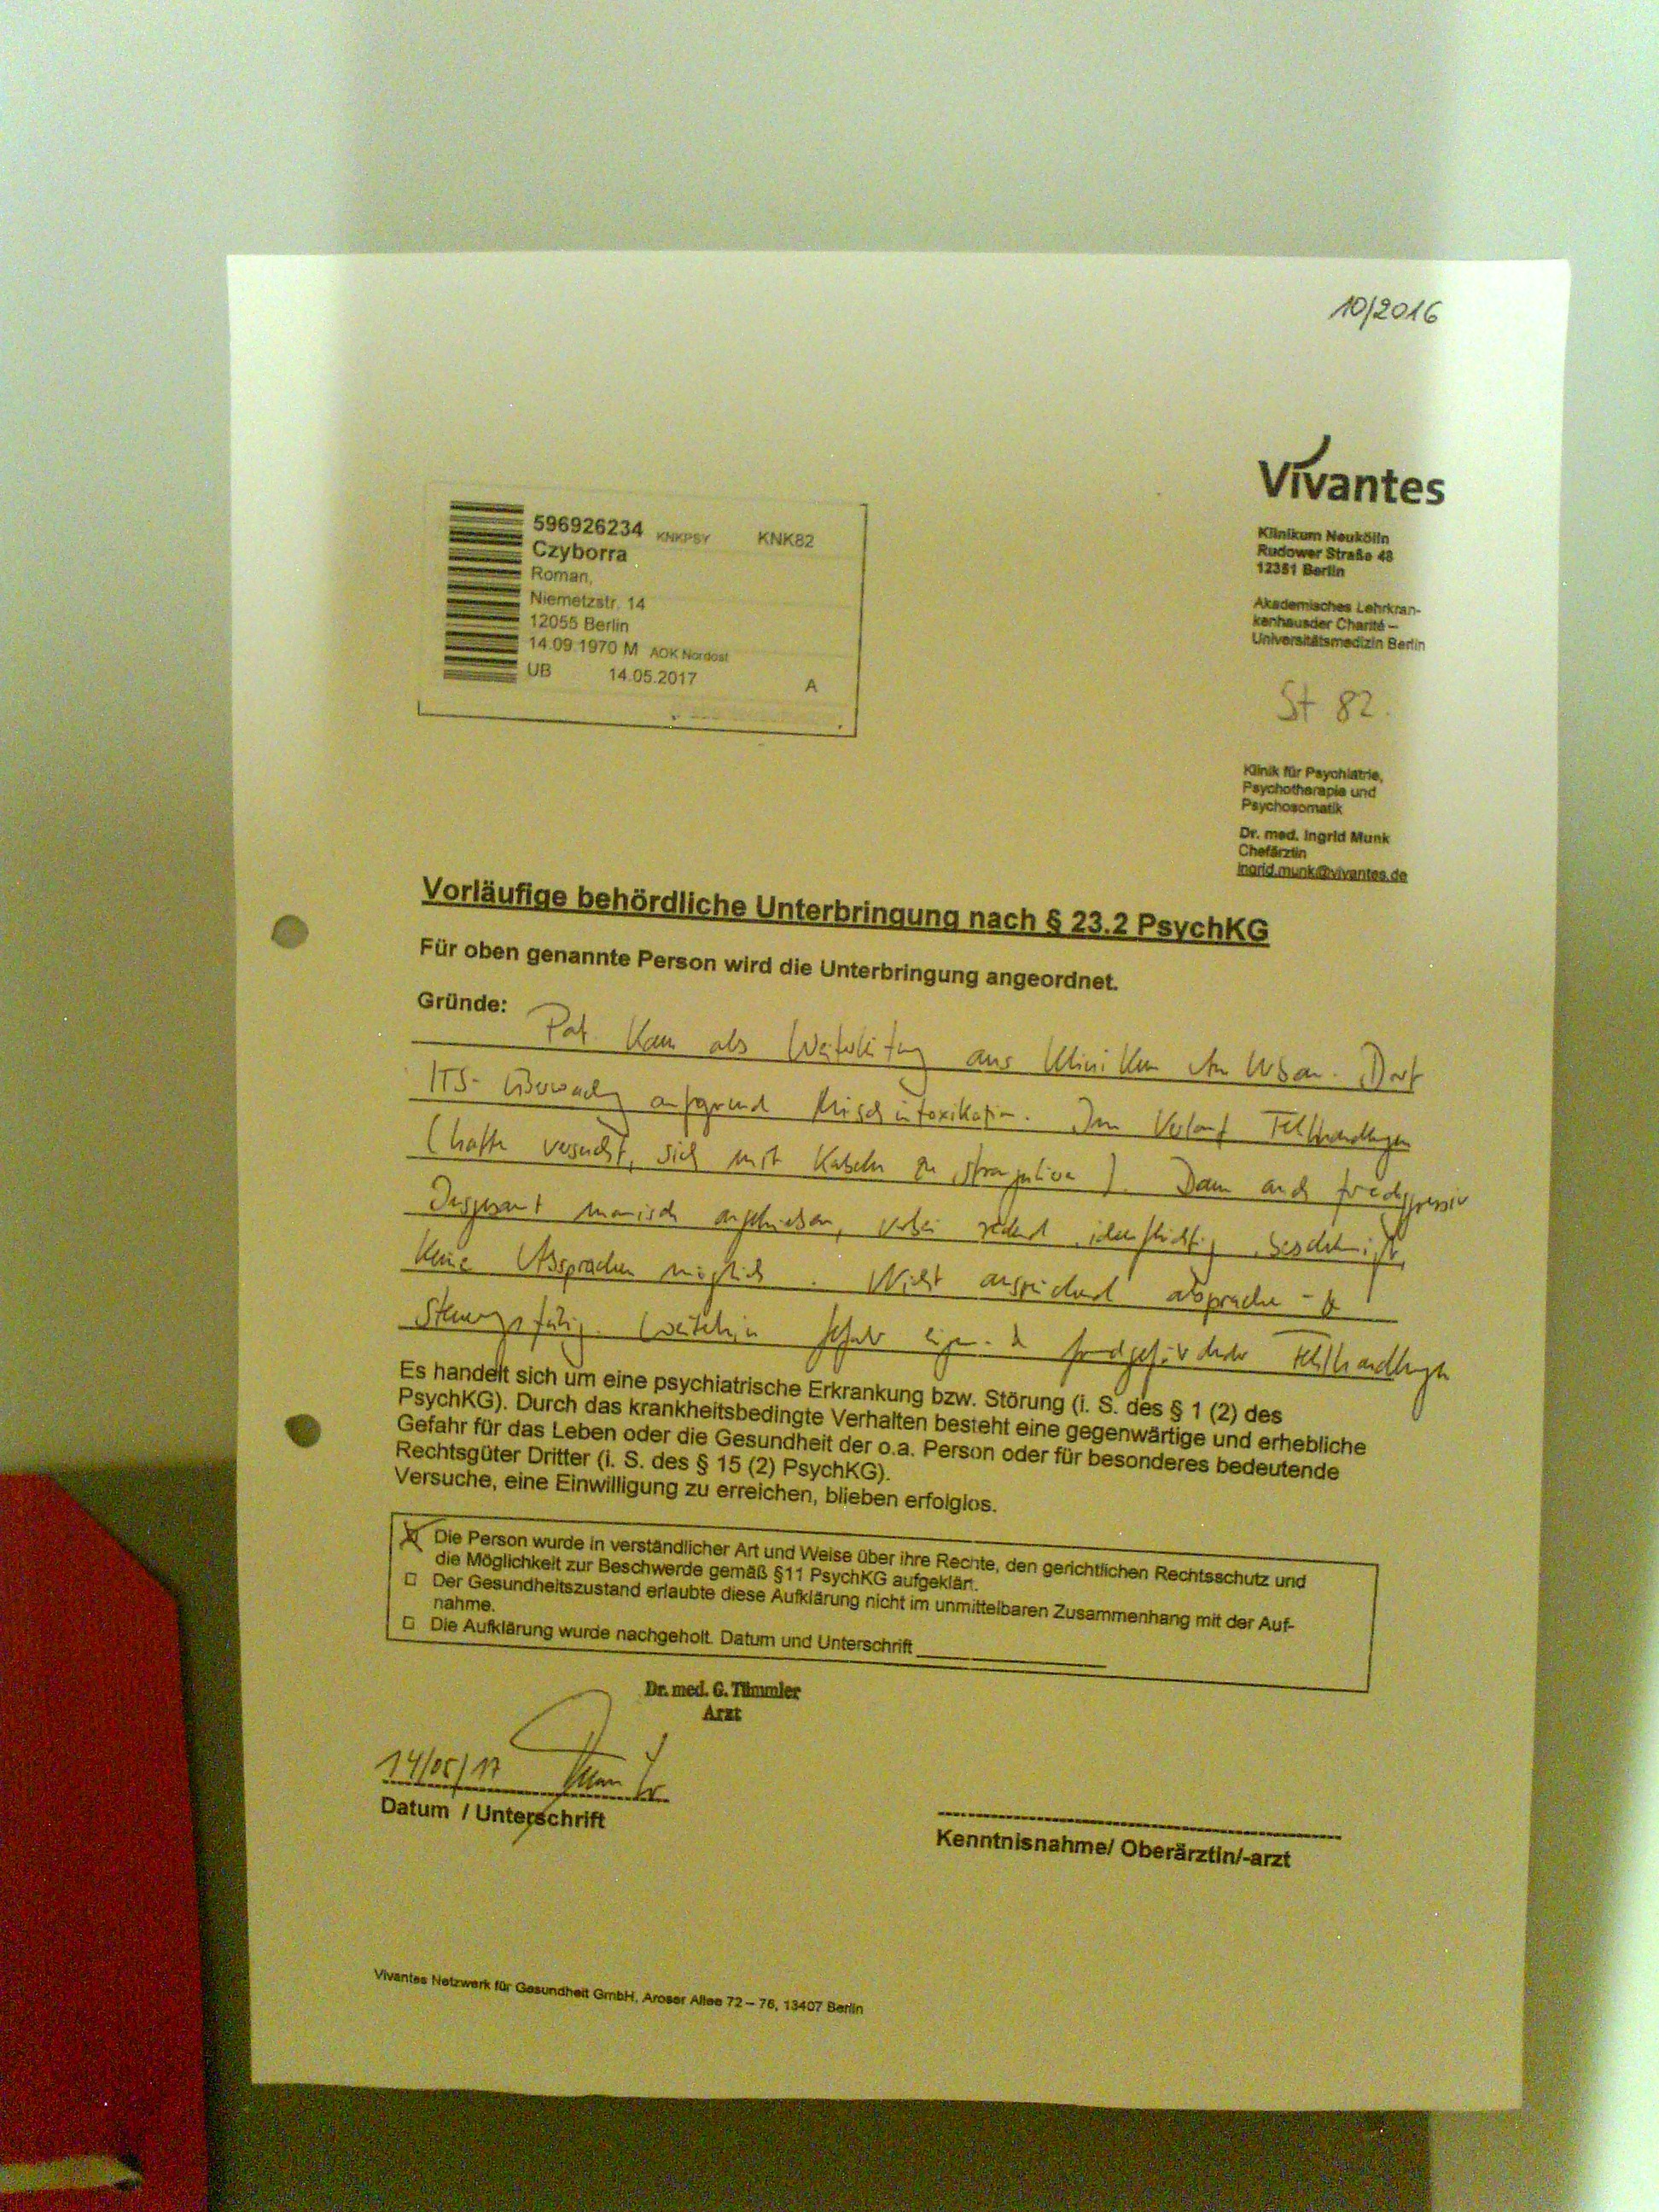 10/2016
Vivantes
Klinikum Neukölln
Rudower Straße 48
12351 Berlin
Akademisches Lehrkran-
kenhausder Charité –
Universitätsmedizin Berlin
St 82.
Klinik für Psychiatrie,
Psychotherapie und
Psychosomatik
Dr. med. Ingrid Munk
Chefärztin
ingrid.munk@vivantes.de
596926234 KNKPSY KNK82
Czyborra
Roman,
Niemetzstr. 14
12055 Berlin
14.09.1970 M AOK Nordost
UB 14.05.2017 A
Vorläufige behördliche Unterbringung nach § 23.2 PsychKG
Für oben genannte Person wird die Unterbringung angeordnet.
Gründe: Pat. kam als Weiterleitung aus Klinikum Am Urban. Dort
ITS-Überwachung aufgrund Mischintoxikation. Im Verlauf Fehlhandlungen
(hatte versucht, sich mit Kabeln zu strangulieren). Dann auch fremdaggressiv
Insgesamt manisch angetrieben, redend, ideenflüchtig,
Keine Absprachen möglich. Nicht ausreichend absprache- &
steuerungsfähig. Weiterhin Gefahr eigen- & fremdgefährdender Fehlhandlungen
Es handelt sich um eine psychiatrische Erkrankung bzw. Störung (i. S. des § 1 (2) des
PsychKG). Durch das krankheitsbedingte Verhalten besteht eine gegenwärtige und erhebliche
Gefahr für das Leben oder die Gesundheit der o.a. Person oder für besonderes bedeutende
Rechtsgüter Dritter (i. S. des § 15 (2) PsychKG).
Versuche, eine Einwilligung zu erreichen, blieben erfolglos.
Die Person wurde in verständlicher Art und Weise über ihre Rechte, den gerichtlichen Rechtsschutz und
die Möglichkeit zur Beschwerde gemäß §11 PsychKG aufgeklärt.
Der Gesundheitszustand erlaubte diese Aufklärung nicht im unmittelbaren Zusammenhang mit der Auf-
nahme.
Die Aufklärung wurde nachgeholt. Datum und Unterschrift
Dr. med. G. Tümmler
Arzt
14/05/17
Datum / Unterschrift
Kenntnisnahme/ Oberärztin/-arzt
Vivantes Netzwerk für Gesundheit GmbH, Aroser Allee 72 – 76, 13407 Berlin